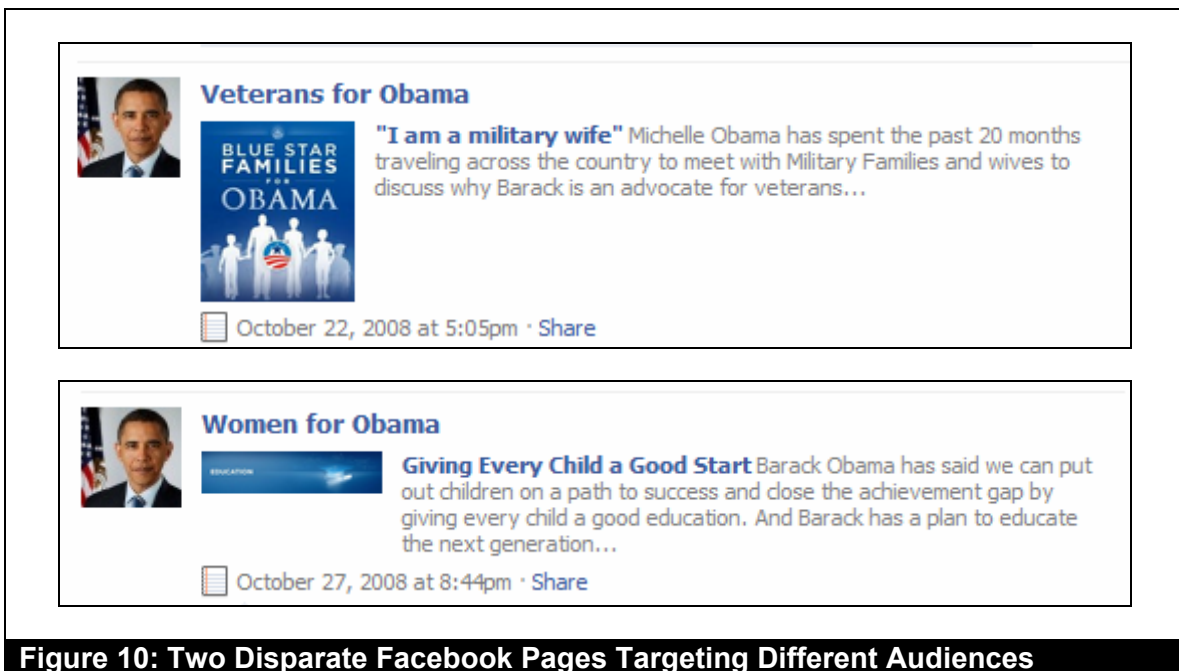 Veterans for Obama
BLUE STAR
FAMILIES
FOR
OBAMA
"I am a military wife" Michelle Obama has spent the past 20 months
traveling across the country to meet with Military Families and wives to
discuss why Barack is an advocate for veterans...
October 22, 2008 at 5:05pm · Share
Women for Obama
EDUCATION
Giving Every Child a Good Start Barack Obama has said we can put
out children on a path to success and close the achievement gap by
giving every child a good education. And Barack has a plan to educate
the next generation...
October 27, 2008 at 8:44pm · Share
Figure 10: Two Disparate Facebook Pages Targeting Different Audiences